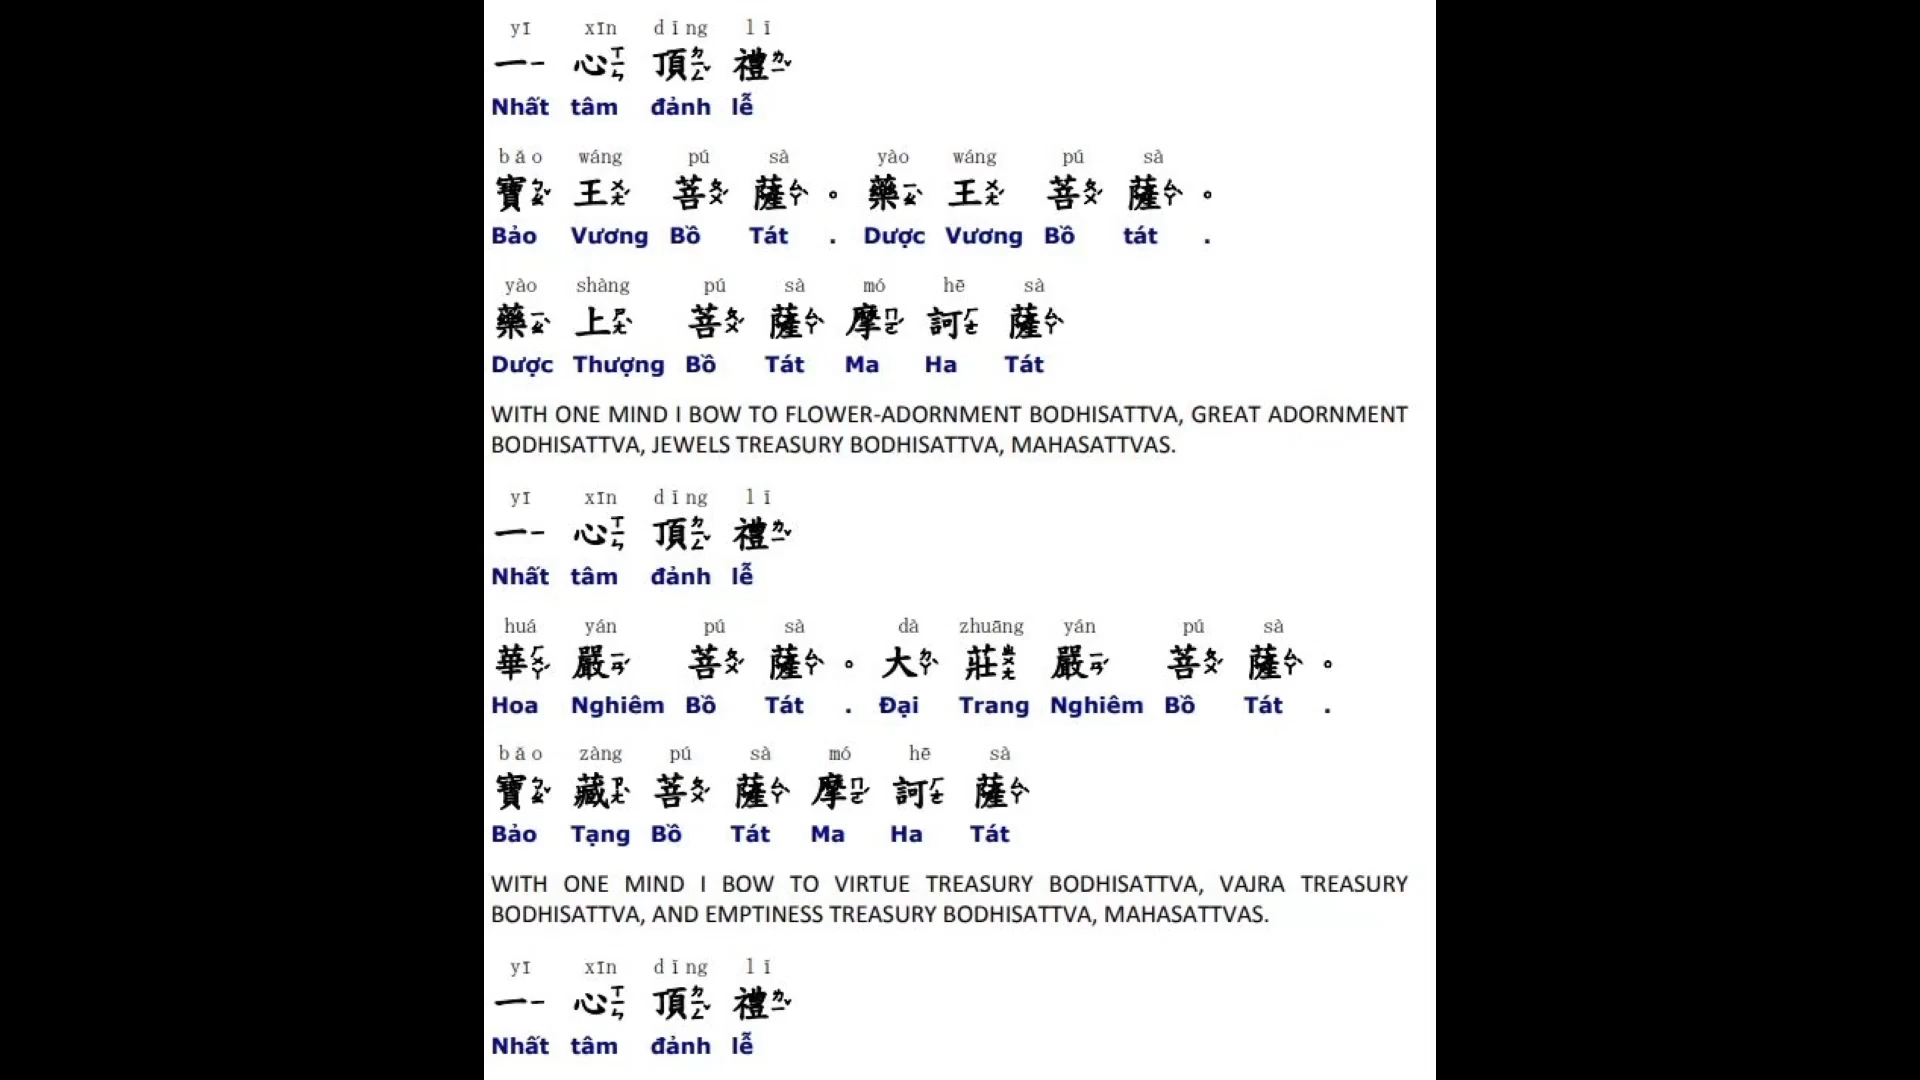 yī xīn dǐng lǐ
一 心 頂 禮
Nhất tâm đảnh lễ
bǎo wáng pú sà yào wáng pú sà
寶 王 菩 薩 。 藥 王 菩 薩 。
Bảo Vương Bồ Tát . Dược Vương Bồ tát .
yào shàng pú sà mó hē sà
藥 上 菩 薩 摩 訶 薩
Dược Thượng Bồ Tát Ma Ha Tát
WITH ONE MIND I BOW TO FLOWER-ADORNMENT BODHISATTVA, GREAT ADORNMENT
BODHISATTVA, JEWELS TREASURY BODHISATTVA, MAHASATTVAS.
yī xīn dǐng lǐ
一 心 頂 禮
Nhất tâm đảnh lễ
huá yán pú sà dà zhuāng yán pú sà
華 嚴 菩 薩 。 大 莊 嚴 菩 薩 。
Hoa Nghiêm Bồ Tát . Đại Trang Nghiêm Bồ Tát .
bǎo zàng pú sà mó hē sà
寶 藏 菩 薩 摩 訶 薩
Bảo Tạng Bồ Tát Ma Ha Tát
WITH ONE MIND I BOW TO VIRTUE TREASURY BODHISATTVA, VAJRA TREASURY
BODHISATTVA, AND EMPTINESS TREASURY BODHISATTVA, MAHASATTVAS.
yī xīn dǐng lǐ
一 心 頂 禮
Nhất tâm đảnh lễ